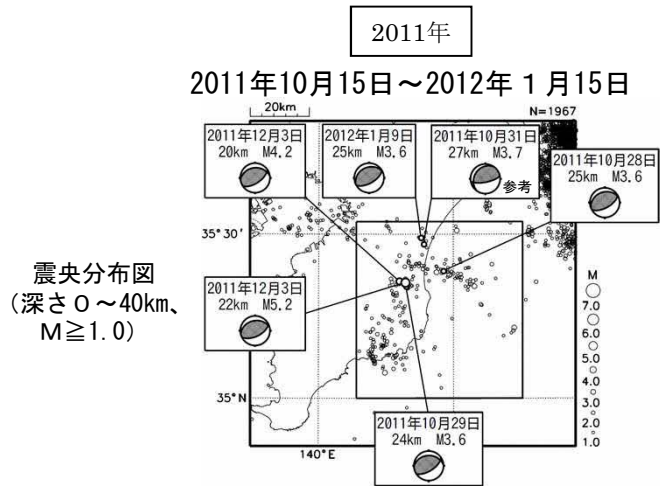 2011年
2011年10月15日～2012年１月15日
20km
N=1967
2011年12月3日
20km M4.2
2012年1月9日
25km M3.6
2011年10月31日
27km M3.7
参考
2011年10月28日
25km M3.6
35°30'
震央分布図
（深さ０～40km、
Ｍ≧1.0）
2011年12月3日
22km M5.2
M
7.0
6.0
5.0
4.0
3.0
2.0
1.0
35°N
2011年10月29日
24km M3.6
140°E